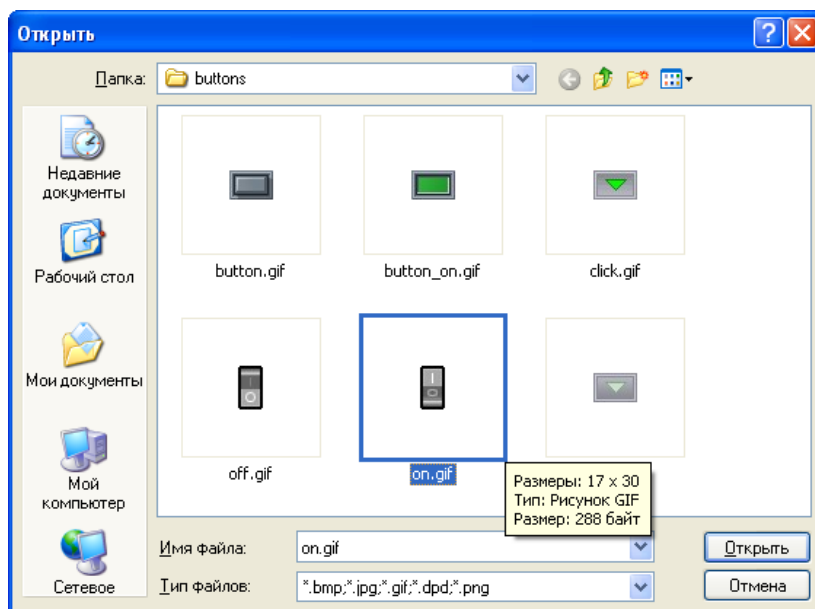 Открыть
Папка: buttons
Недавние
документы
Рабочий стол
Мои документы
Мой
компьютер
Сетевое
button.gif button_on.gif click.gif
off.gif on.gif
Размеры: 17 x 30
Тип: Рисунок GIF
Размер: 288 байт
Имя файла: on.gif Открыть
Тип файлов: *.bmp;*.jpg;*.gif;*.dpd;*.png Отмена